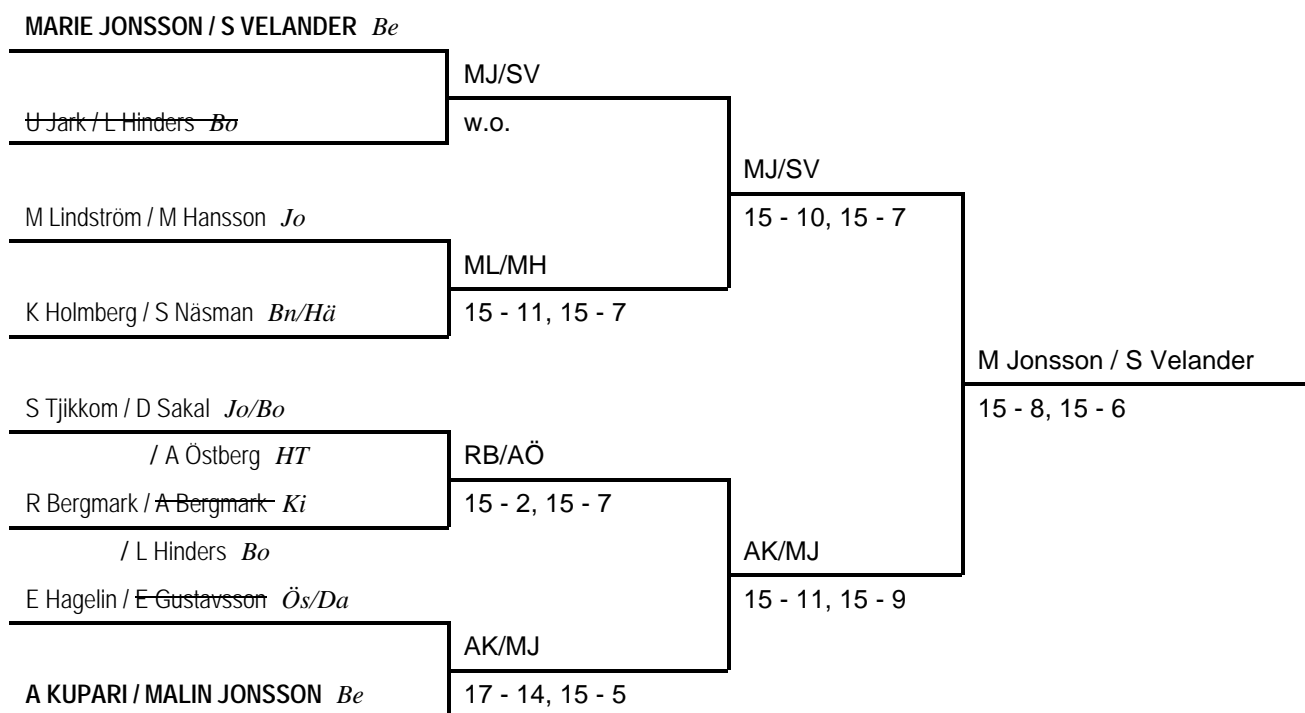 MARIE JONSSON / S VELANDER Be
MJ/SV
U Jark / L Hinders Bo
w.o.
MJ/SV
M Lindström / M Hansson Jo
15 - 10, 15 - 7
ML/MH
K Holmberg / S Näsman Bn/Hä
15 - 11, 15 - 7
M Jonsson / S Velander
S Tjikkom / D Sakal Jo/Bo
15 - 8, 15 - 6
/ A Östberg HT
RB/AÖ
R Bergmark / A Bergmark Ki
15 - 2, 15 - 7
/ L Hinders Bo
AK/MJ
E Hagelin / E Gustavsson Ös/Da
15 - 11, 15 - 9
AK/MJ
A KUPARI / MALIN JONSSON Be
17 - 14, 15 - 5